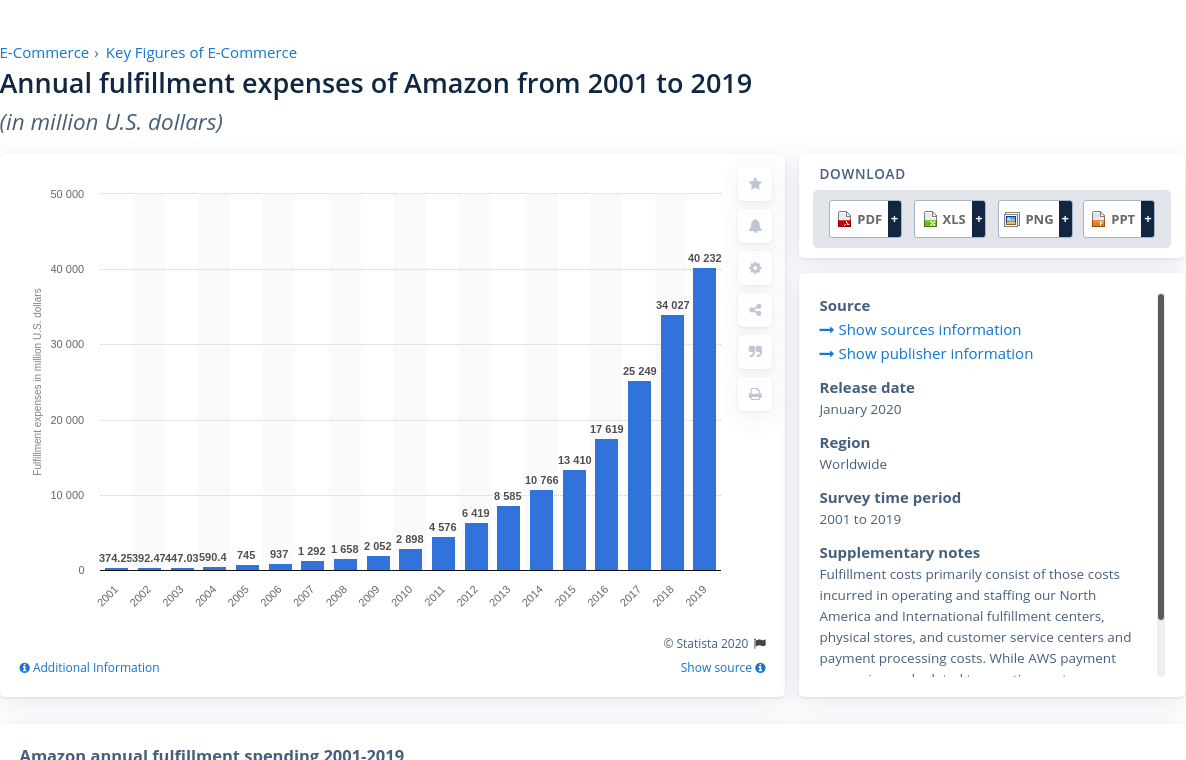 E-Commerce › Key Figures of E-Commerce
Annual fulfillment expenses of Amazon from 2001 to 2019
(in million U.S. dollars)
Fulfillment expenses in million U.S. dollars
50 000
40 000
30 000
20 000
10 000
0
374.25 392.47 447.03 590.4 745 937 1 292 1 658 2 052 2 898 4 576 6 419 8 585 10 766 13 410 17 619 25 249 34 027 40 232
2001 2002 2003 2004 2005 2006 2007 2008 2009 2010 2011 2012 2013 2014 2015 2016 2017 2018 2019
© Statista 2020
Additional Information
Show source
DOWNLOAD
PDF + XLS + PNG + PPT +
Source
Show sources information
Show publisher information
Release date
January 2020
Region
Worldwide
Survey time period
2001 to 2019
Supplementary notes
Fulfillment costs primarily consist of those costs
incurred in operating and staffing our North
America and International fulfillment centers,
physical stores, and customer service centers and
payment processing costs. While AWS payment
Amazon annual fulfillment spending 2001-2019